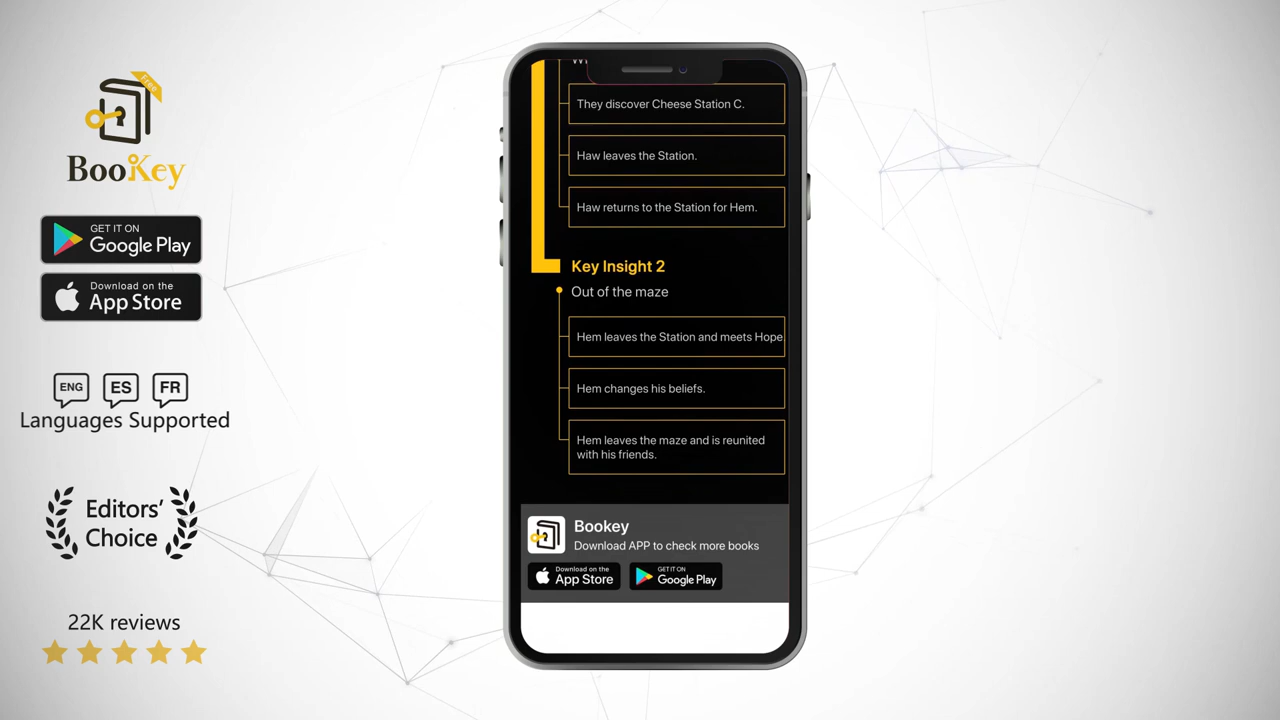 Free
BooKey
GET IT ON
Google Play
Download on the
App Store
ENG ES FR
Languages Supported
Editors’
Choice
22K reviews
They discover Cheese Station C.
Haw leaves the Station.
Haw returns to the Station for Hem.
Key Insight 2
Out of the maze
Hem leaves the Station and meets Hope.
Hem changes his beliefs.
Hem leaves the maze and is reunited
with his friends.
Bookey
Download APP to check more books
Download on the
App Store
GET IT ON
Google Play